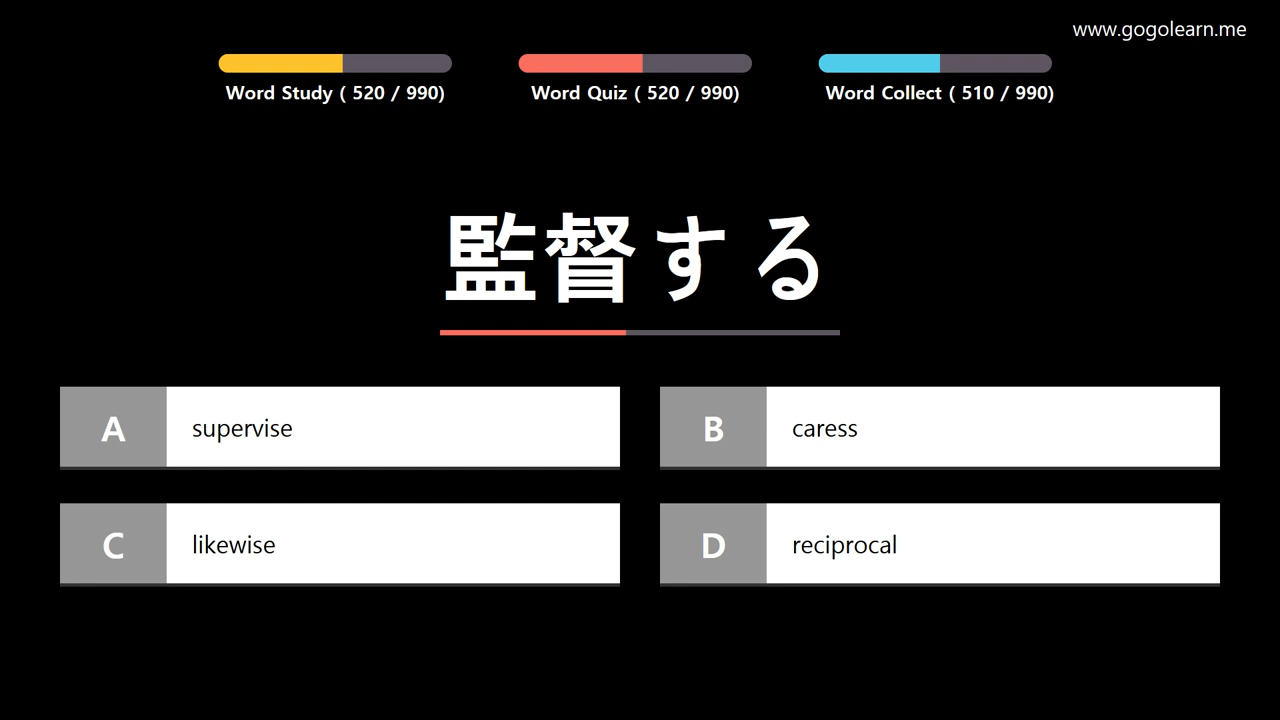 www.gogolearn.me
Word Study ( 520 / 990)
Word Quiz ( 520 / 990)
Word Collect ( 510 / 990)
監督する
A supervise
B caress
C likewise
D reciprocal